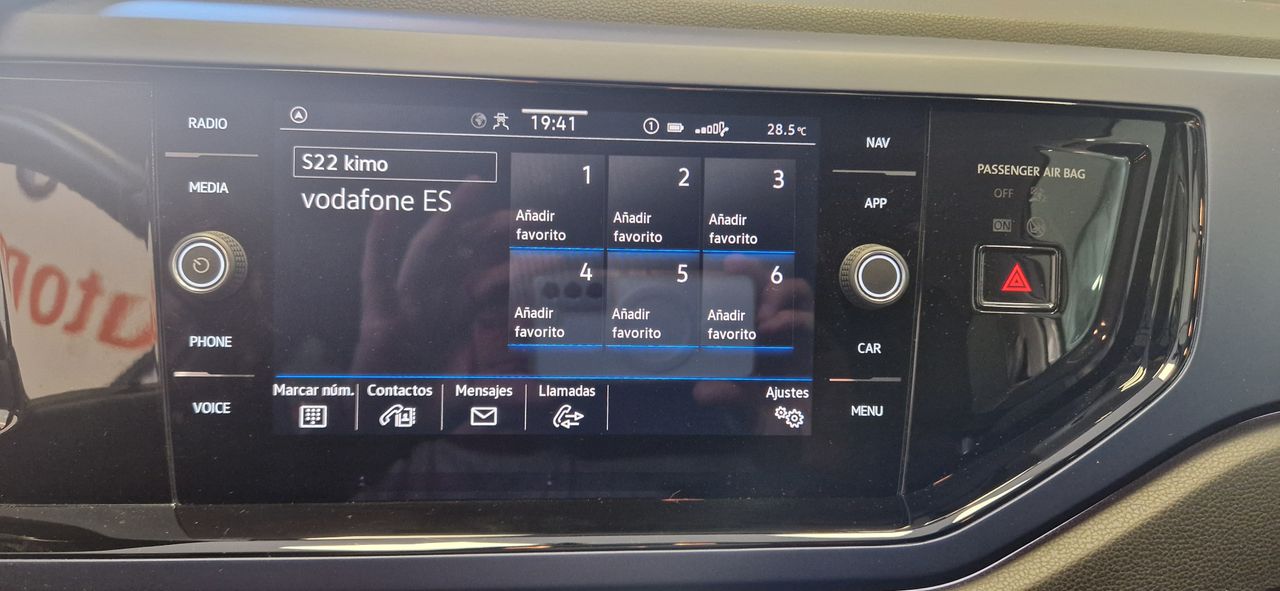 RADIO
MEDIA
PHONE
VOICE
19:41
1
28.5°C
S22 kimo
vodafone ES
1
Añadir
favorito
2
Añadir
favorito
3
Añadir
favorito
4
Añadir
favorito
5
Añadir
favorito
6
Añadir
favorito
Marcar núm.
Contactos
Mensajes
Llamadas
Ajustes
NAV
APP
CAR
MENU
PASSENGER AIR BAG
OFF
ON